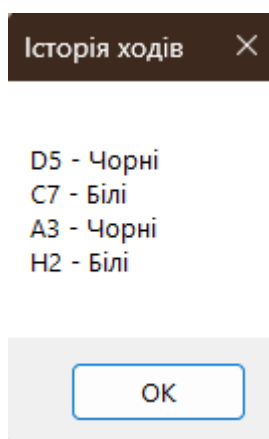 Історія ходів
D5 - Чорні
C7 - Білі
A3 - Чорні
H2 - Білі
OK